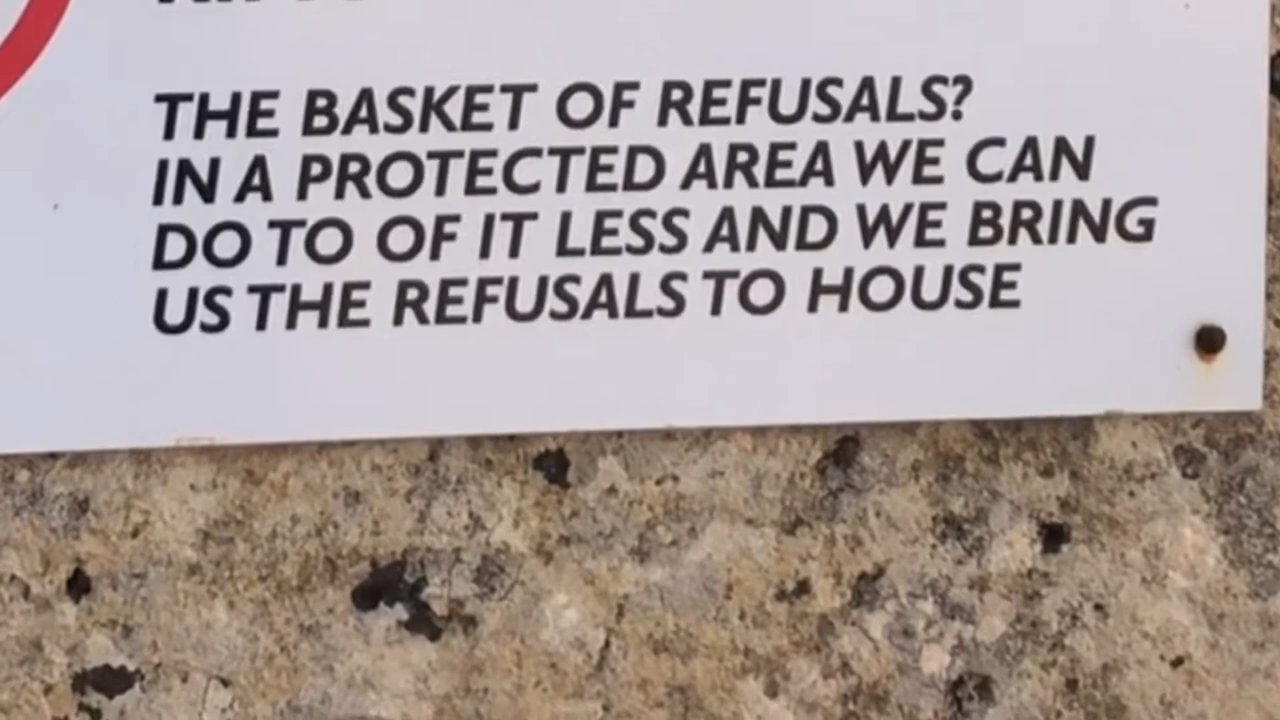 THE BASKET OF REFUSALS?
IN A PROTECTED AREA WE CAN
DO TO OF IT LESS AND WE BRING
US THE REFUSALS TO HOUSE